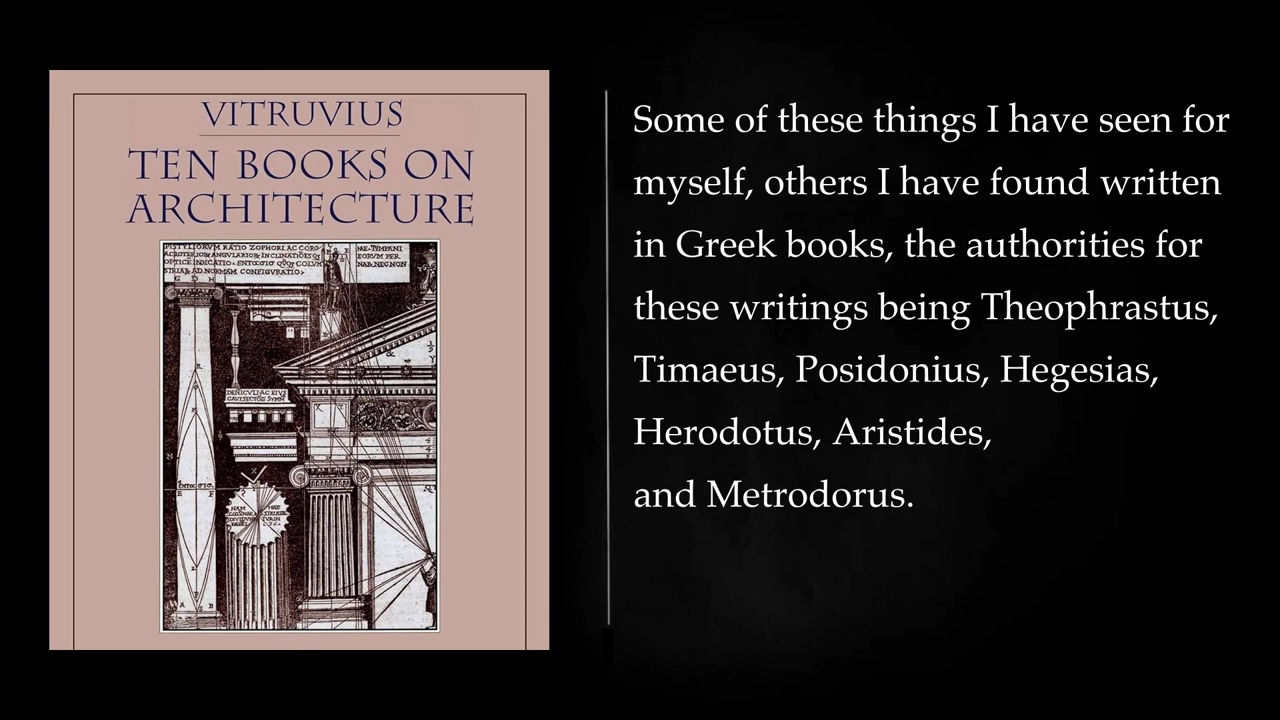 VITRUVIUS
TEN BOOKS ON
ARCHITECTURE
Some of these things I have seen for
myself, others I have found written
in Greek books, the authorities for
these writings being Theophrastus,
Timaeus, Posidonius, Hegesias,
Herodotus, Aristides,
and Metrodorus.